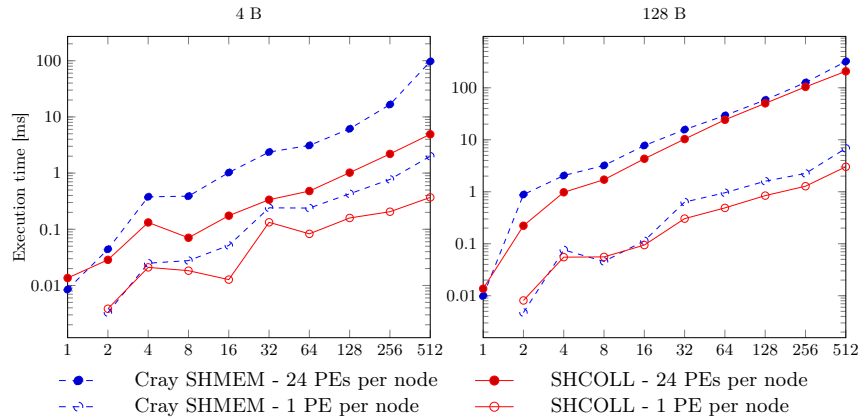 4 B
128 B
Execution time [ms]
100
10
1
0.1
0.01
100
10
1
0.1
0.01
1 2 4 8 16 32 64 128 256 512
1 2 4 8 16 32 64 128 256 512
Cray SHMEM - 24 PEs per node
SHCOLL - 24 PEs per node
Cray SHMEM - 1 PE per node
SHCOLL - 1 PE per node